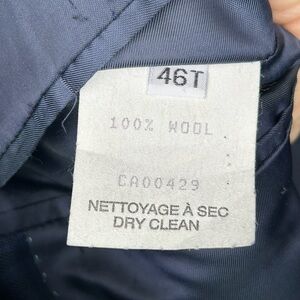 46T
100% WOOL
CA00429
NETTOYAGE À SEC
DRY CLEAN